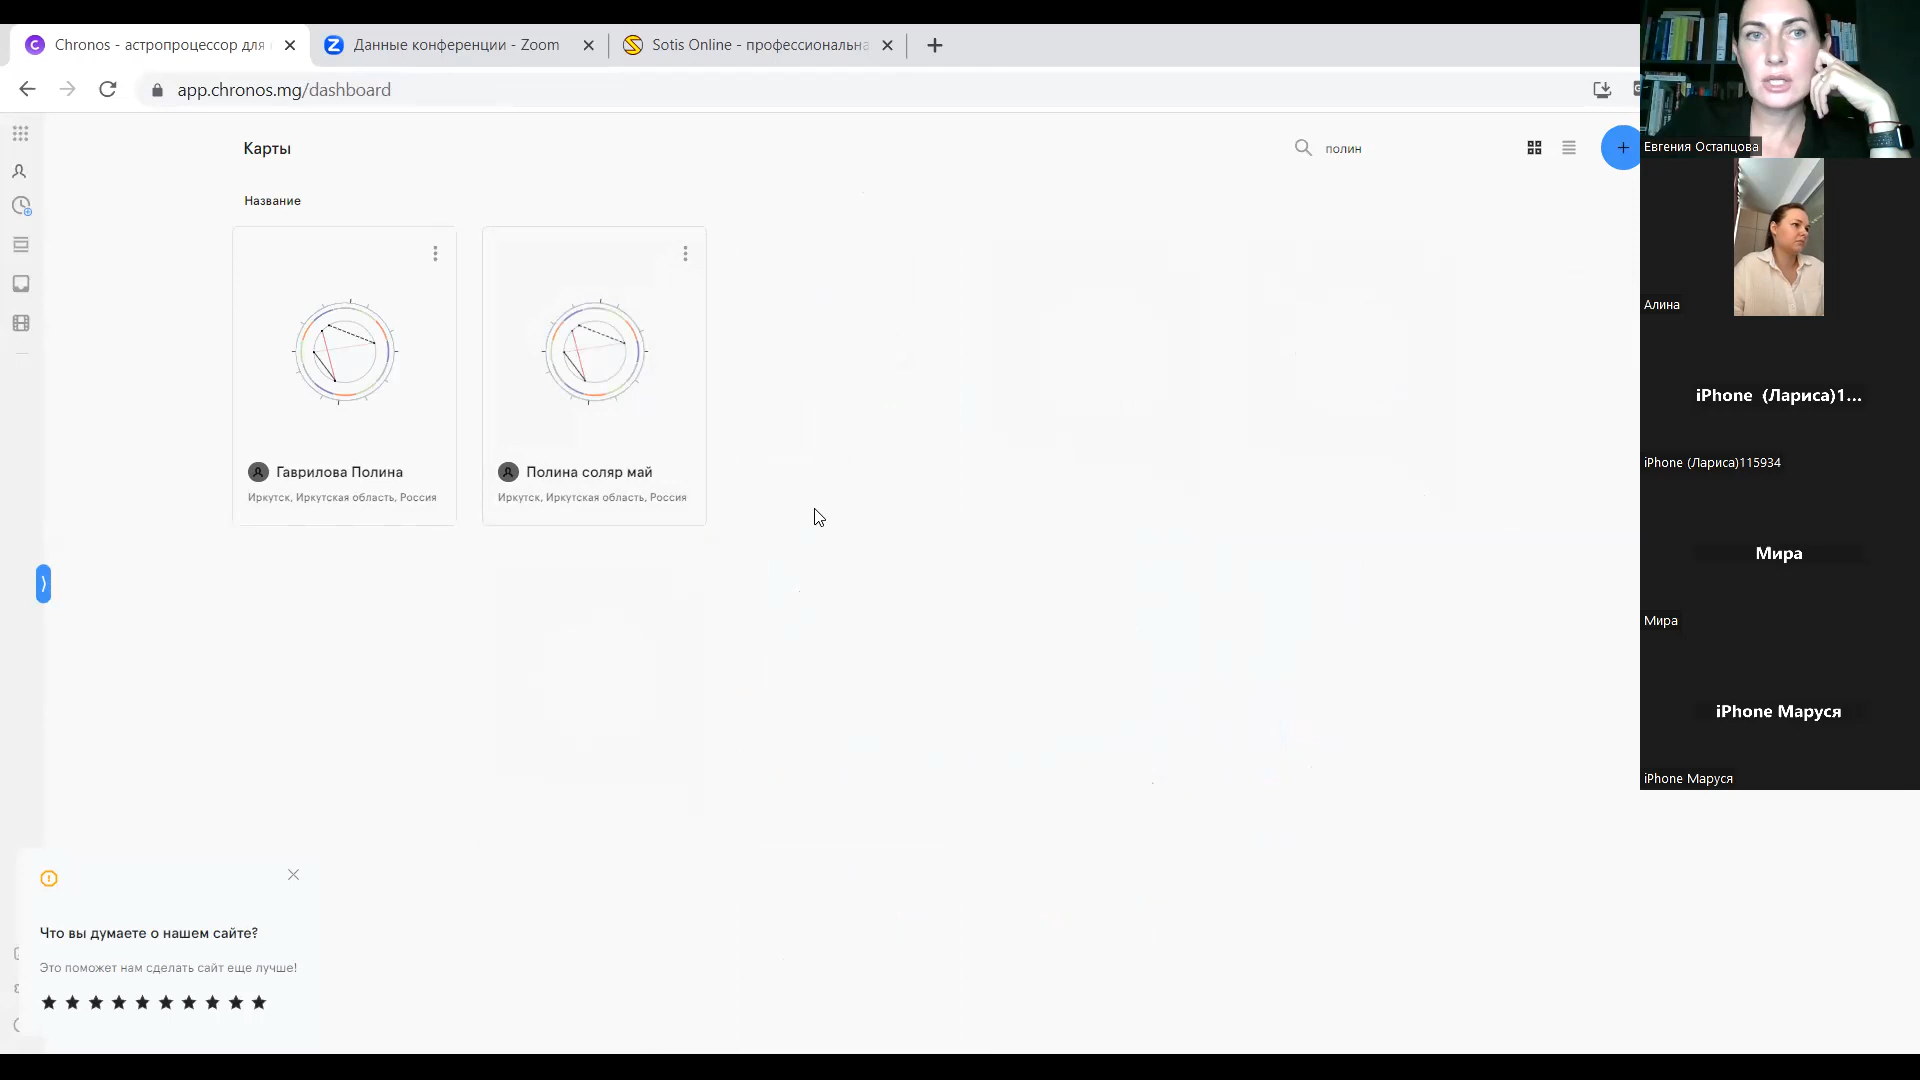 Chronos - астропроцессор для
Данные конференции - Zoom
Sotis Online - профессиональна
app.chronos.mg/dashboard
Карты
полин
Название
Гаврилова Полина
Иркутск, Иркутская область, Россия
Полина соляр май
Иркутск, Иркутская область, Россия
Что вы думаете о нашем сайте?
Это поможет нам сделать сайт еще лучше!
Евгения Остапцова
Алина
iPhone (Лариса)1...
iPhone (Лариса)115934
Мира
Мира
iPhone Маруся
iPhone Маруся